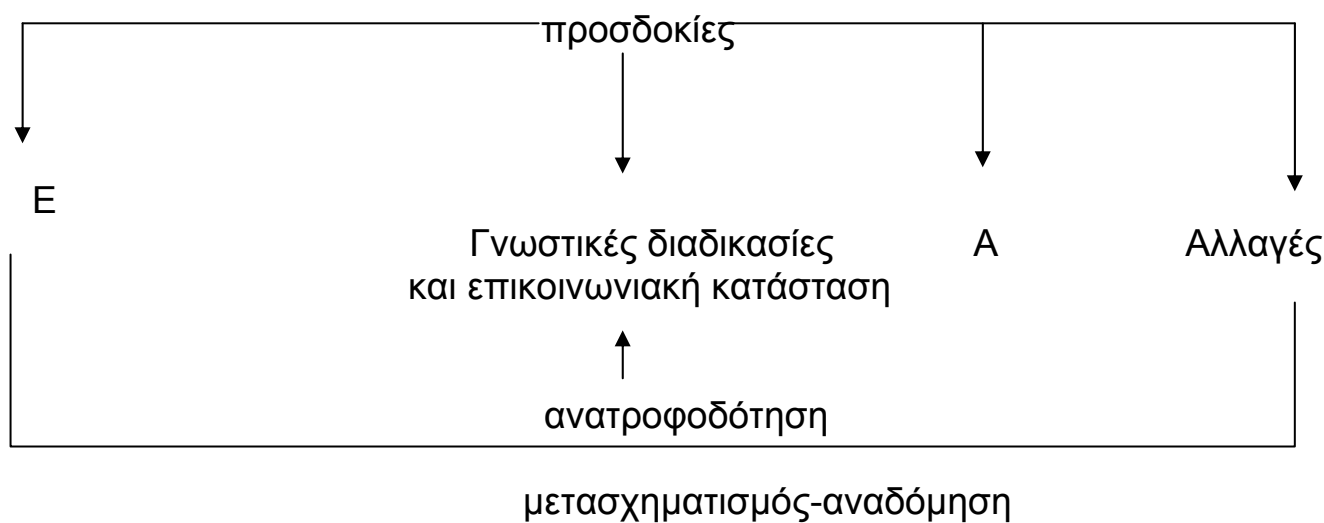 προσδοκίες
Ε
Γνωστικές διαδικασίες
και επικοινωνιακή κατάσταση
Α
Αλλαγές
ανατροφοδότηση
μετασχηματισμός-αναδόμηση